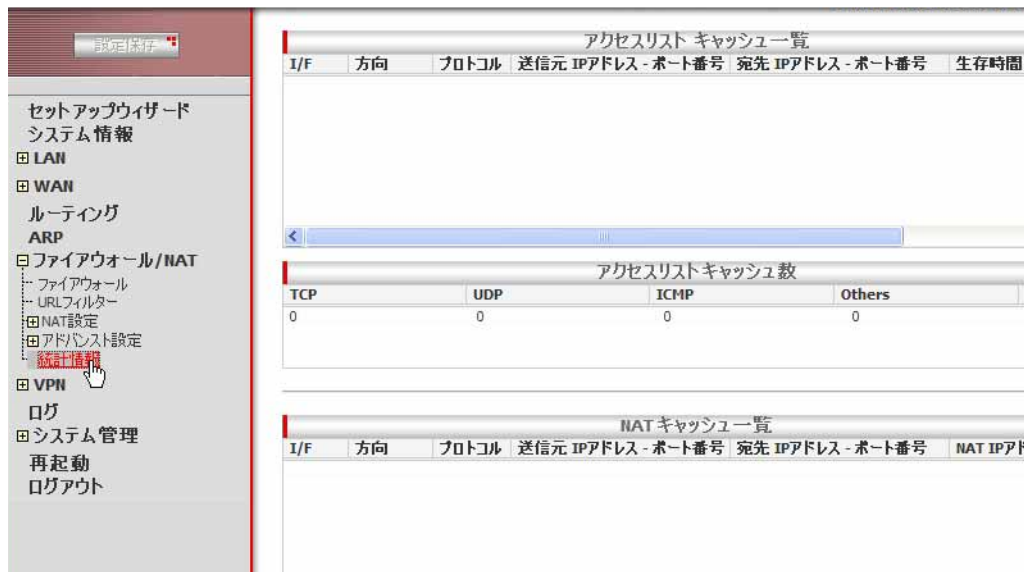 設定保存
セットアップウィザード
システム情報
LAN
WAN
ルーティング
ARP
ファイアウォール/NAT
ファイアウォール
URLフィルター
NAT設定
アドバンスト設定
統計情報
VPN
ログ
システム管理
再起動
ログアウト
アクセスリスト キャッシュ一覧
I/F 方向 プロトコル 送信元 IPアドレス - ポート番号 宛先 IPアドレス - ポート番号 生存時間
アクセスリストキャッシュ数
TCP UDP ICMP Others
0 0 0 0
NATキャッシュ一覧
I/F 方向 プロトコル 送信元 IPアドレス - ポート番号 宛先 IPアドレス - ポート番号 NAT IPアド